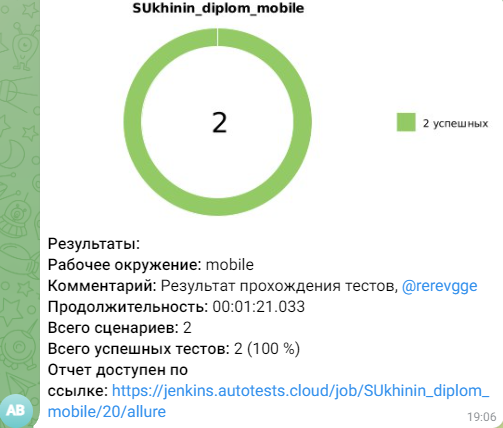 SUkhinin_diplom_mobile
2
2 успешных
Результаты:
Рабочее окружение: mobile
Комментарий: Результат прохождения тестов, @rerevgge
Продолжительность: 00:01:21.033
Всего сценариев: 2
Всего успешных тестов: 2 (100 %)
Отчет доступен по
ссылке: https://jenkins.autotests.cloud/job/SUkhinin_diplom_
mobile/20/allure
AB
19:06